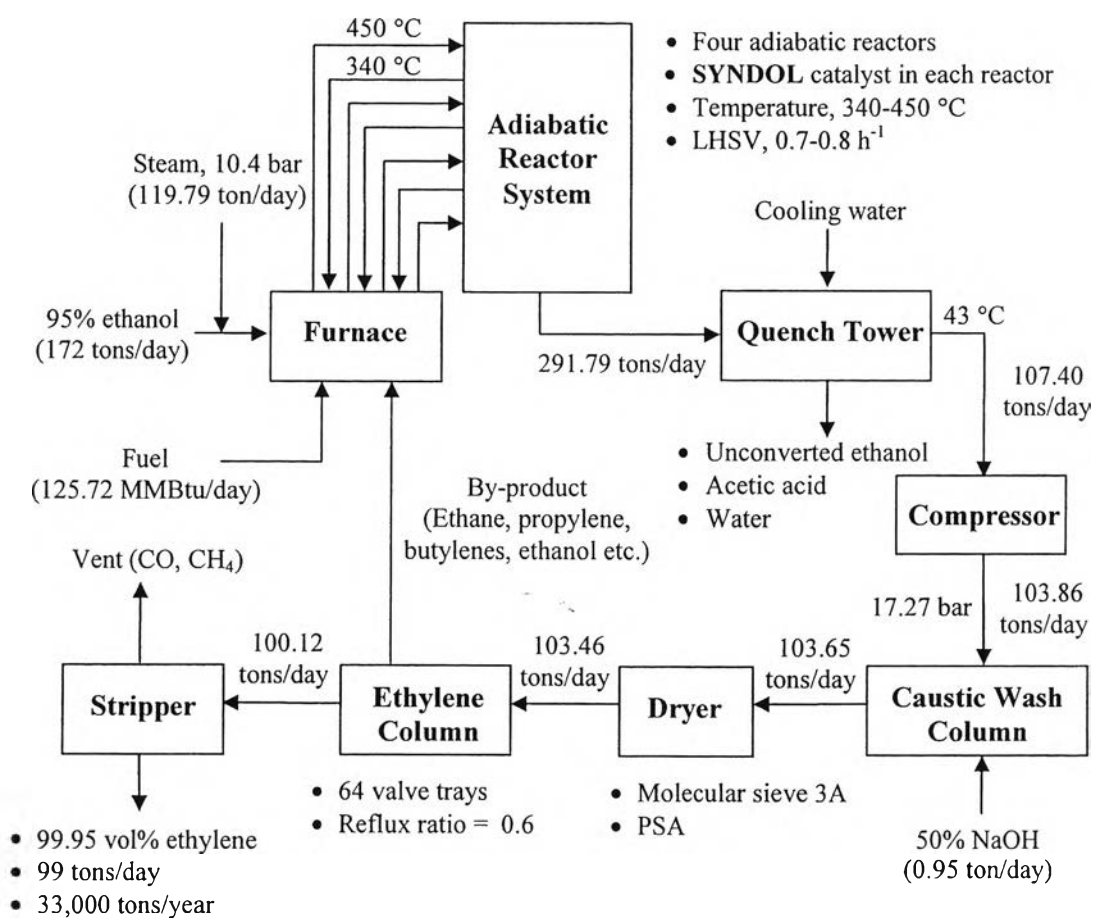 450 °C
340 °C
Adiabatic
Reactor
System
• Four adiabatic reactors
• SYNDOL catalyst in each reactor
• Temperature, 340-450 °C
• LHSV, 0.7-0.8 h⁻¹
Steam, 10.4 bar
(119.79 ton/day)
95% ethanol
(172 tons/day)
Furnace
Fuel
(125.72 MMBtu/day)
291.79 tons/day
Cooling water
Quench Tower
43 °C
107.40
tons/day
• Unconverted ethanol
• Acetic acid
• Water
Compressor
17.27 bar
103.86
tons/day
By-product
(Ethane, propylene,
butylenes, ethanol etc.)
Vent (CO, CH₄)
Stripper
100.12
tons/day
Ethylene
Column
103.46
tons/day
Dryer
103.65
tons/day
Caustic Wash
Column
50% NaOH
(0.95 ton/day)
• Molecular sieve 3A
• PSA
• 64 valve trays
• Reflux ratio = 0.6
• 99.95 vol% ethylene
• 99 tons/day
• 33,000 tons/year